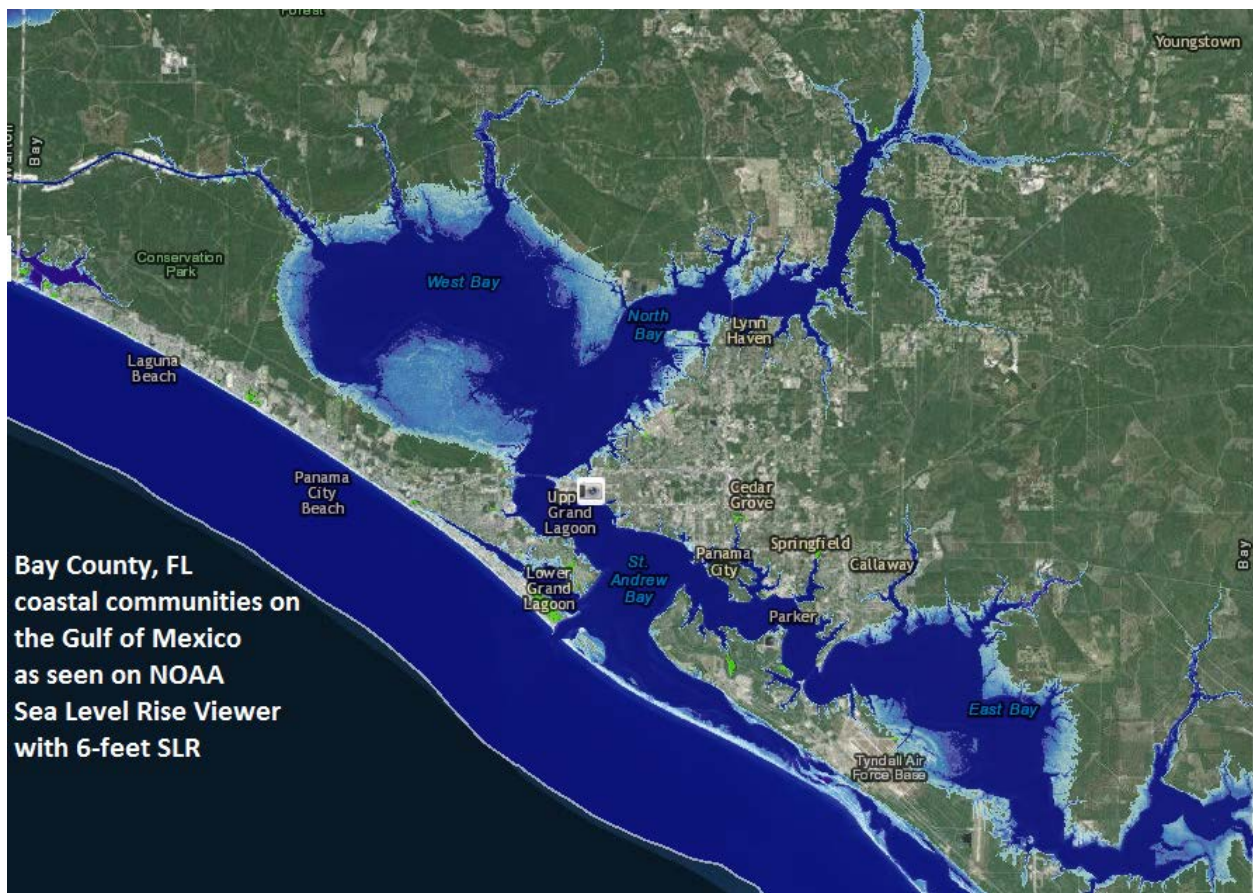 Forest
Youngstown
Bay
Conservation
Park
West Bay
North
Bay
Lynn
Haven
Laguna
Beach
Panama
City
Beach
Upper
Grand
Lagoon
Cedar
Grove
Springfield
Panama
City
Callaway
St.
Andrew
Bay
Lower
Grand
Lagoon
Parker
Bay
East Bay
Tyndall Air
Force Base
Bay County, FL
coastal communities on
the Gulf of Mexico
as seen on NOAA
Sea Level Rise Viewer
with 6-feet SLR